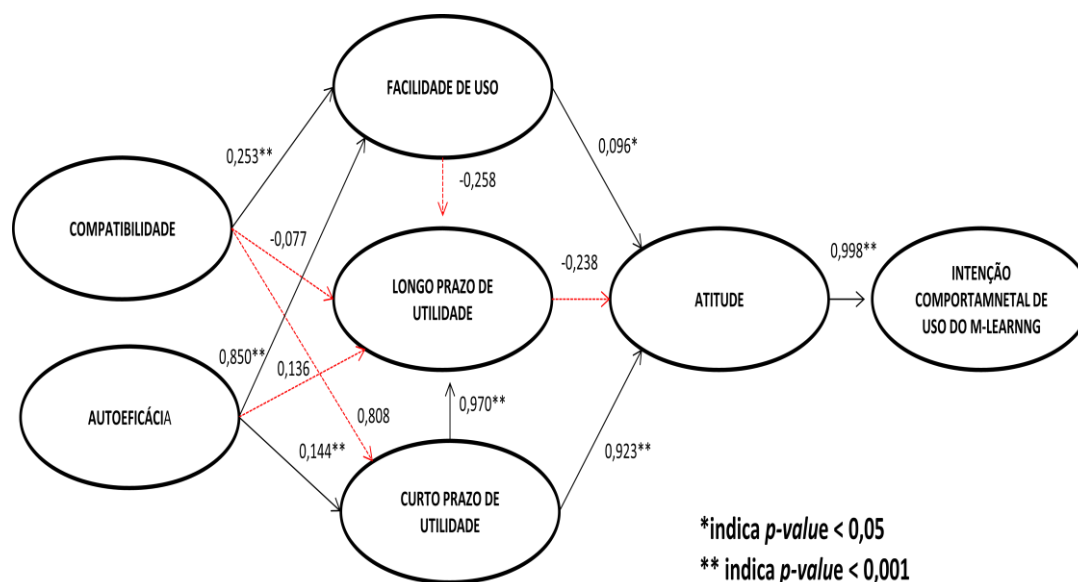 FACILIDADE DE USO
0,253**
0,096*
-0,258
COMPATIBILIDADE
-0,077
LONGO PRAZO DE
UTILIDADE
-0,238
ATITUDE
0,998**
INTENÇÃO
COMPORTAMNETAL DE
USO DO M-LEARNNG
0,850**
0,136
AUTOEFICÁCIA
0,808
0,970**
0,144**
0,923**
CURTO PRAZO DE
UTILIDADE
*indica p-value < 0,05
** indica p-value < 0,001